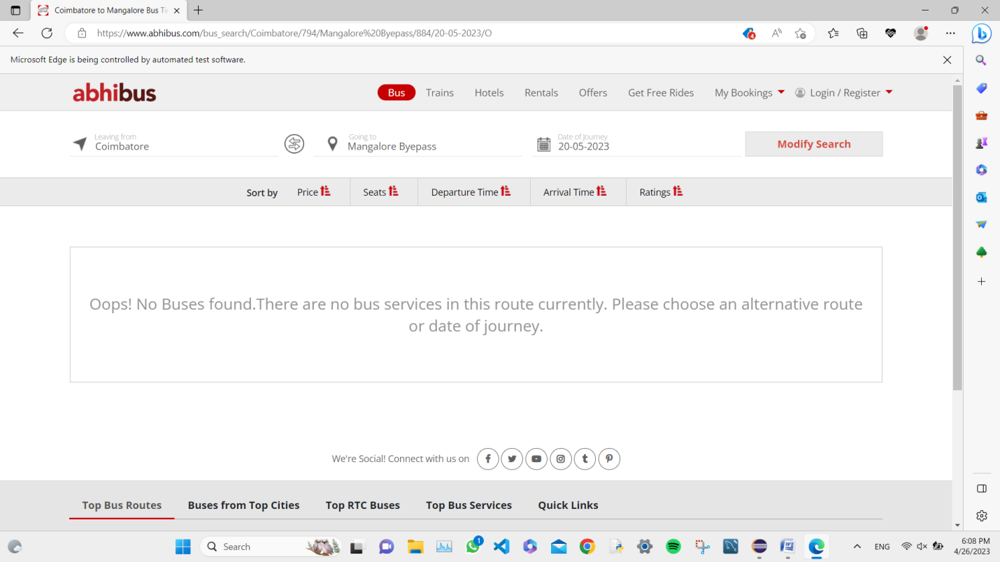 Coimbatore to Mangalore Bus Ti
https://www.abhibus.com/bus_search/Coimbatore/794/Mangalore%20Byepass/884/20-05-2023/O
4
Microsoft Edge is being controlled by automated test software.
abhibus
Bus Trains Hotels Rentals Offers Get Free Rides My Bookings Login / Register
Leaving from
Coimbatore
Going to
Mangalore Byepass
Date of Journey
20-05-2023
Modify Search
Sort by Price Seats Departure Time Arrival Time Ratings
Oops! No Buses found.There are no bus services in this route currently. Please choose an alternative route
or date of journey.
We're Social! Connect with us on
Top Bus Routes Buses from Top Cities Top RTC Buses Top Bus Services Quick Links
Search
1
ENG
6:08 PM
4/26/2023